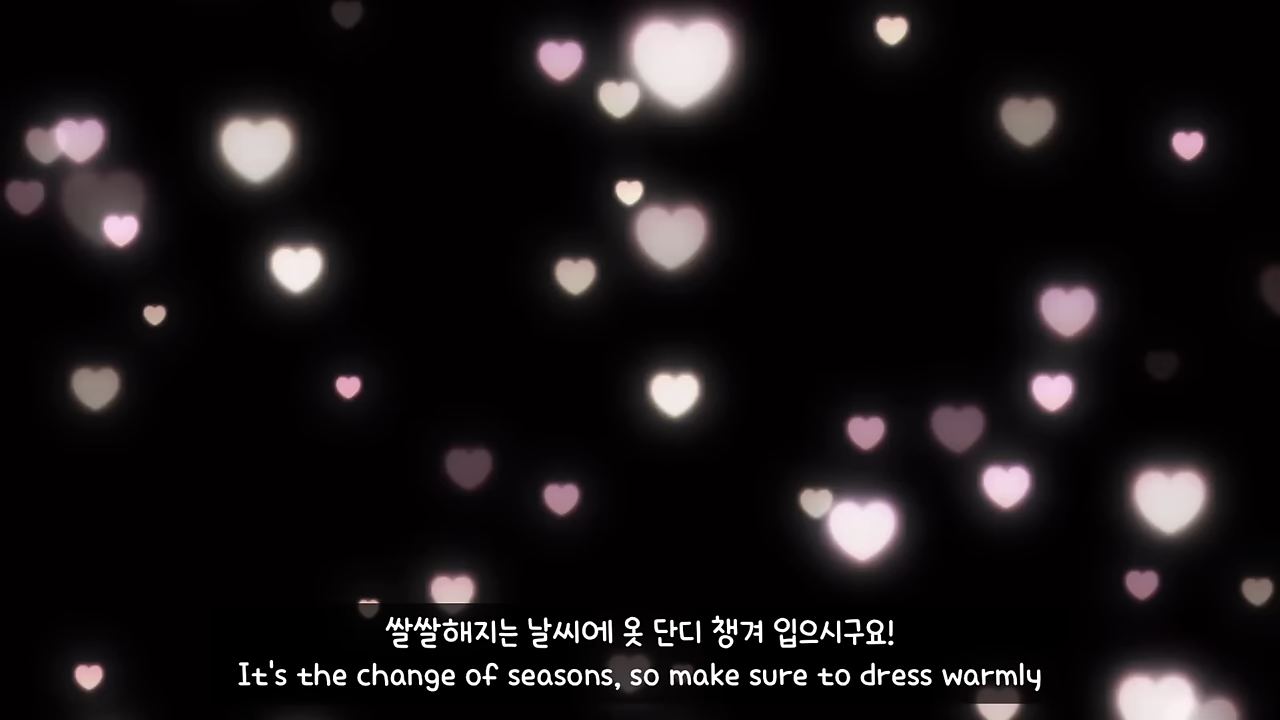 쌀쌀해지는 날씨에 옷 단디 챙겨 입으시구요!
It's the change of seasons, so make sure to dress warmly